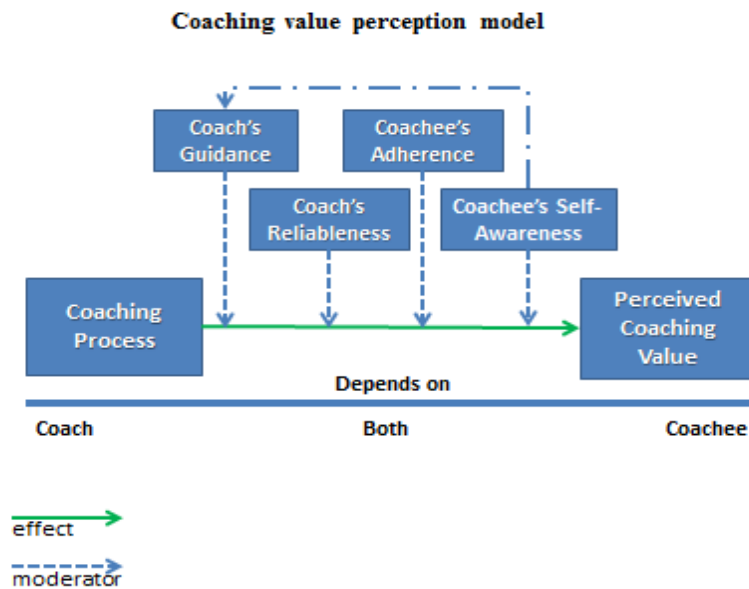 Coaching value perception model
Coach's
Guidance
Coachee's
Adherence
Coach's
Reliableness
Coachee's Self-
Awareness
Coaching
Process
Perceived
Coaching
Value
Depends on
Coach
Both
Coachee
effect
moderator